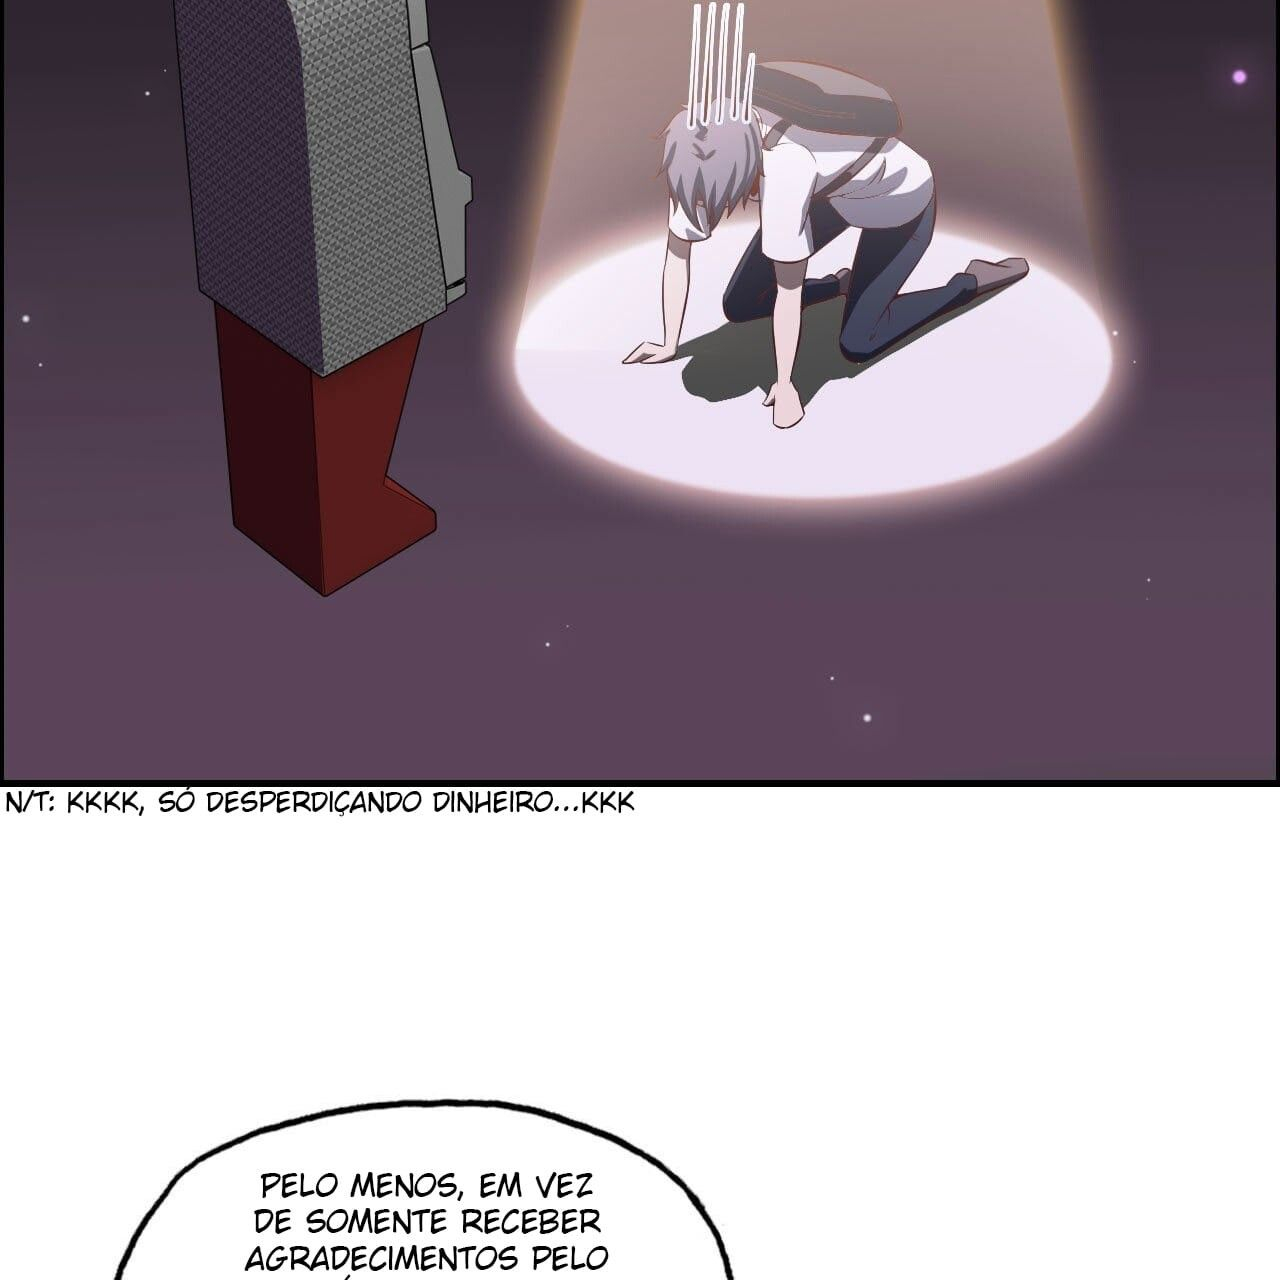 N/T: KKKK, SÓ DESPERDIÇANDO DINHEIRO...KKK
PELO MENOS, EM VEZ
DE SOMENTE RECEBER
AGRADECIMENTOS PELO